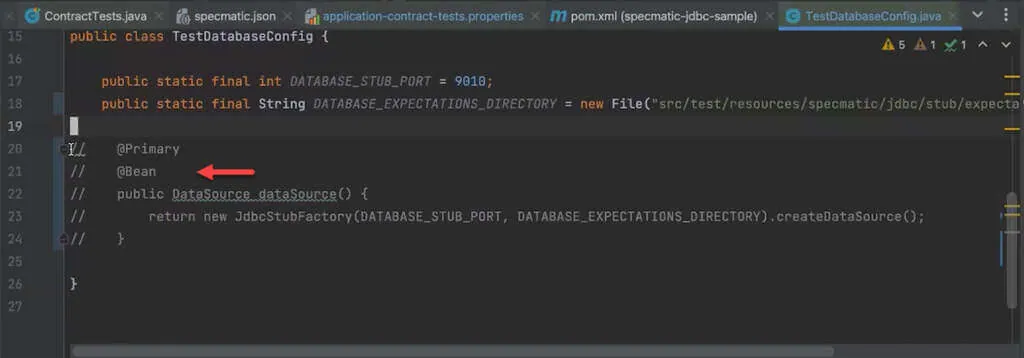 ContractTests.java specmatic.json application-contract-tests.properties pom.xml (specmatic-jdbc-sample) TestDatabaseConfig.java
15 public class TestDatabaseConfig {
5 1 1
16
17 public static final int DATABASE_STUB_PORT = 9010;
18 public static final String DATABASE_EXPECTATIONS_DIRECTORY = new File("src/test/resources/specmatic/jdbc/stub/expecta
19
20 // @Primary
21 // @Bean
22 // public DataSource dataSource() {
23 // return new JdbcStubFactory(DATABASE_STUB_PORT, DATABASE_EXPECTATIONS_DIRECTORY).createDataSource();
24 // }
25
26 }
27